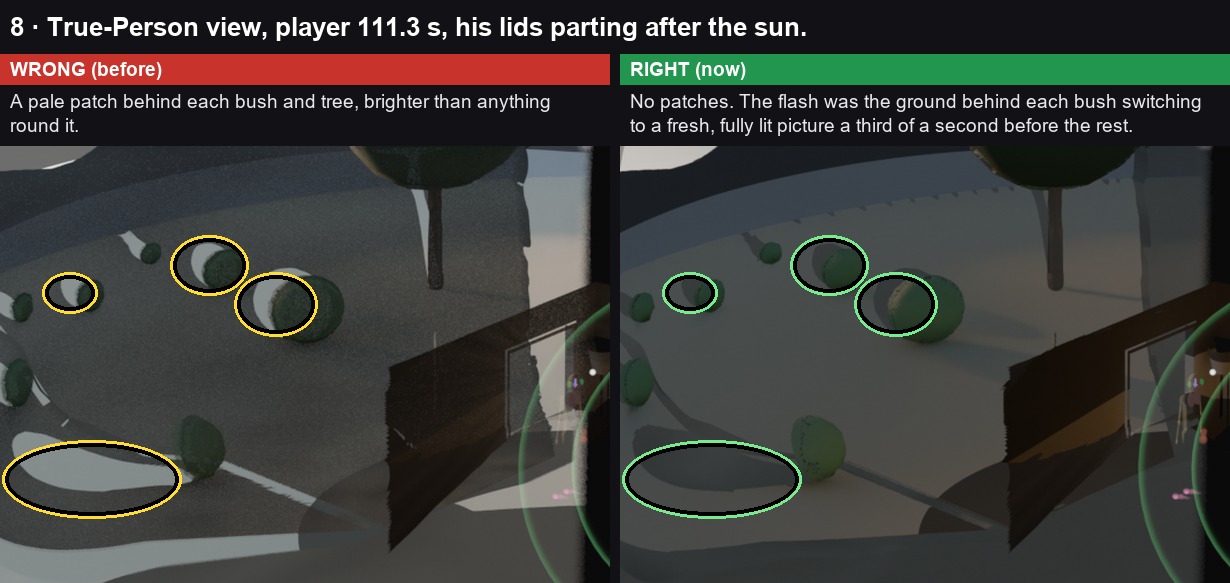 8 · True-Person view, player 111.3 s, his lids parting after the sun.
WRONG (before)
A pale patch behind each bush and tree, brighter than anything
round it.
RIGHT (now)
No patches. The flash was the ground behind each bush switching
to a fresh, fully lit picture a third of a second before the rest.